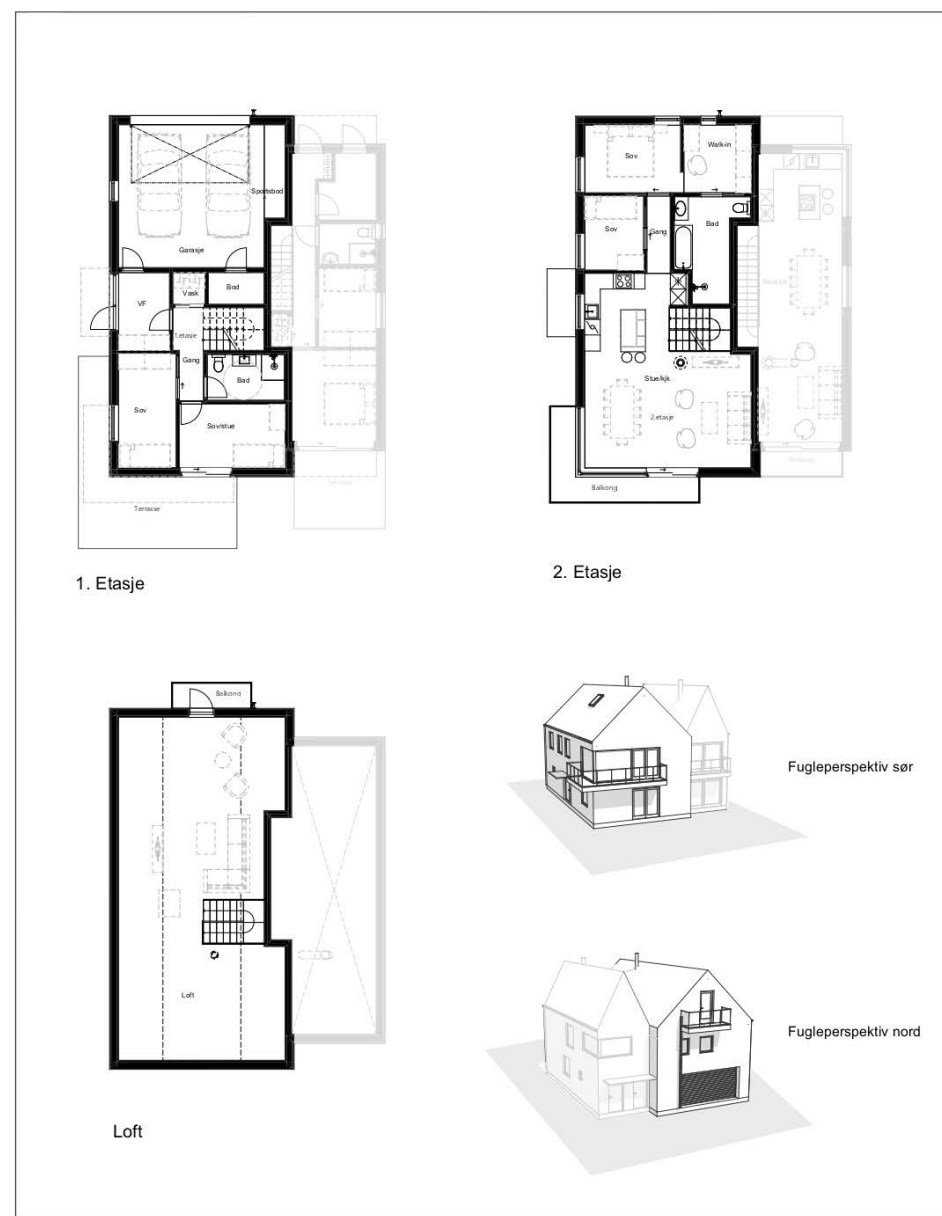 Sportsbod
Garasje
VF
Vask
Bod
1.etasje
Gang
Bad
Sov
Sov/stue
Terrasse
1. Etasje
Sov
Walk-in
Sov
Gang
Bad
Stue/kjk
2.etasje
Balkong
2. Etasje
Balkong
Loft
Loft
Fugleperspektiv sør
Fugleperspektiv nord